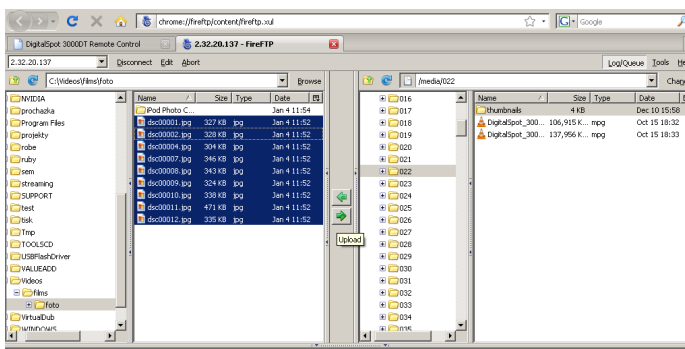 chrome://fireftp/content/fireftp.xul
G Google
DigitalSpot 3000DT Remote Control
2.32.20.137 - FireFTP
2.32.20.137 Disconnect Edit Abort Log/Queue Tools He
C:\Videos\films\foto Browse
/media/022 Chang
NVIDIA
prochazka
Program Files
projekty
robe
ruby
sem
streaming
SUPPORT
test
tisk
Tmp
TOOLSCD
USBFlashDriver
VALUEADD
Videos
films
foto
VirtualDub
WINDOWS
Name Size Type Date
iPod Photo C... Jan 4 11:54
dsc00001.jpg 327 KB jpg Jan 4 11:52
dsc00002.jpg 328 KB jpg Jan 4 11:52
dsc00004.jpg 304 KB jpg Jan 4 11:52
dsc00007.jpg 346 KB jpg Jan 4 11:52
dsc00008.jpg 343 KB jpg Jan 4 11:52
dsc00009.jpg 324 KB jpg Jan 4 11:52
dsc00010.jpg 338 KB jpg Jan 4 11:52
dsc00011.jpg 471 KB jpg Jan 4 11:52
dsc00012.jpg 335 KB jpg Jan 4 11:52
Upload
016
017
018
019
020
021
022
023
024
025
026
027
028
029
030
031
032
033
034
035
Name Size Type Date
thumbnails 4 KB Dec 10 15:58
DigitalSpot_300... 106,915 K... mpg Oct 15 18:32
DigitalSpot_300... 137,956 K... mpg Oct 15 18:33